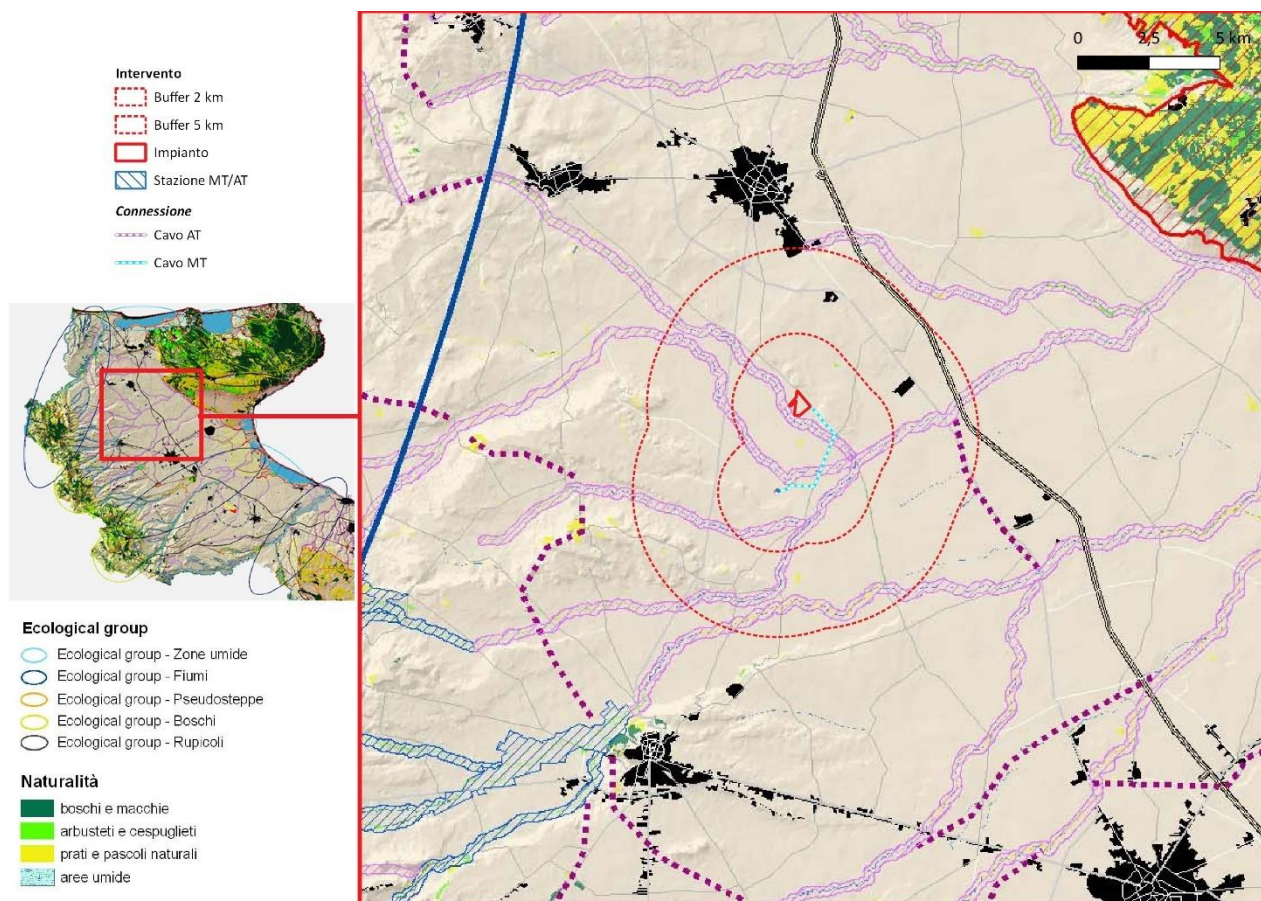 Intervento
Buffer 2 km
Buffer 5 km
Impianto
Stazione MT/AT
Connessione
Cavo AT
Cavo MT
Ecological group
Ecological group - Zone umide
Ecological group - Fiumi
Ecological group - Pseudosteppe
Ecological group - Boschi
Ecological group - Rupicoli
Naturalità
boschi e macchie
arbusteti e cespuglieti
prati e pascoli naturali
aree umide
0 2,5 5 km